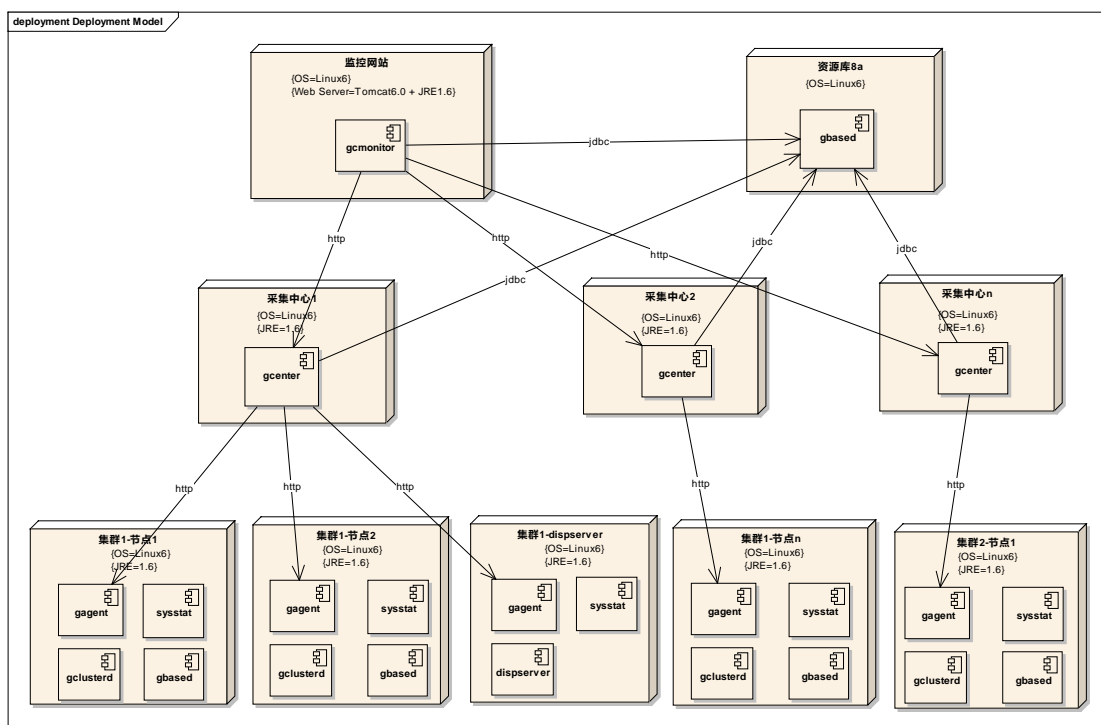 deployment Deployment Model
监控网站
{OS=Linux6}
{Web Server=Tomcat6.0 + JRE1.6}
gcmonitor
资源库8a
{OS=Linux6}
gbased
jdbc
http
http
http
jdbc
jdbc
jdbc
采集中心1
{OS=Linux6}
{JRE=1.6}
gcenter
采集中心2
{OS=Linux6}
{JRE=1.6}
gcenter
采集中心n
{OS=Linux6}
{JRE=1.6}
gcenter
http
http
http
http
http
集群1-节点1
{OS=Linux6}
{JRE=1.6}
gagent
sysstat
gclusterd
gbased
集群1-节点2
{OS=Linux6}
{JRE=1.6}
gagent
sysstat
gclusterd
gbased
集群1-dispserver
{OS=Linux6}
{JRE=1.6}
gagent
sysstat
dispserver
集群1-节点n
{OS=Linux6}
{JRE=1.6}
gagent
sysstat
gclusterd
gbased
集群2-节点1
{OS=Linux6}
{JRE=1.6}
gagent
sysstat
gclusterd
gbased